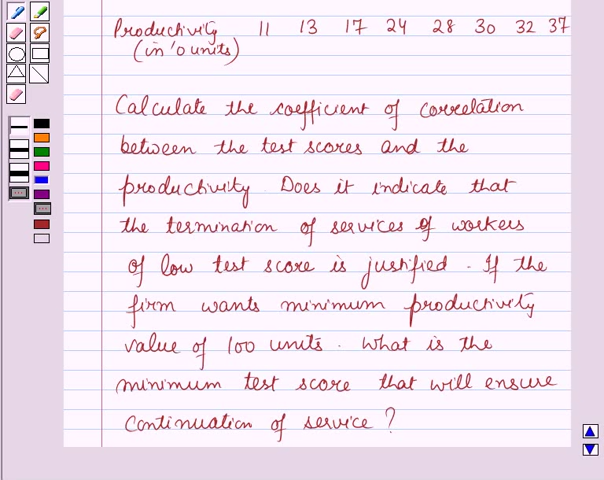 Productivity 11 13 17 24 28 30 32 37
(in '0 units)
Calculate the coefficient of correlation
between the test scores and the
productivity. Does it indicate that
the termination of services of workers
of low test score is justified. If the
firm wants minimum productivity
value of 100 units. What is the
minimum test score that will ensure
continuation of service?